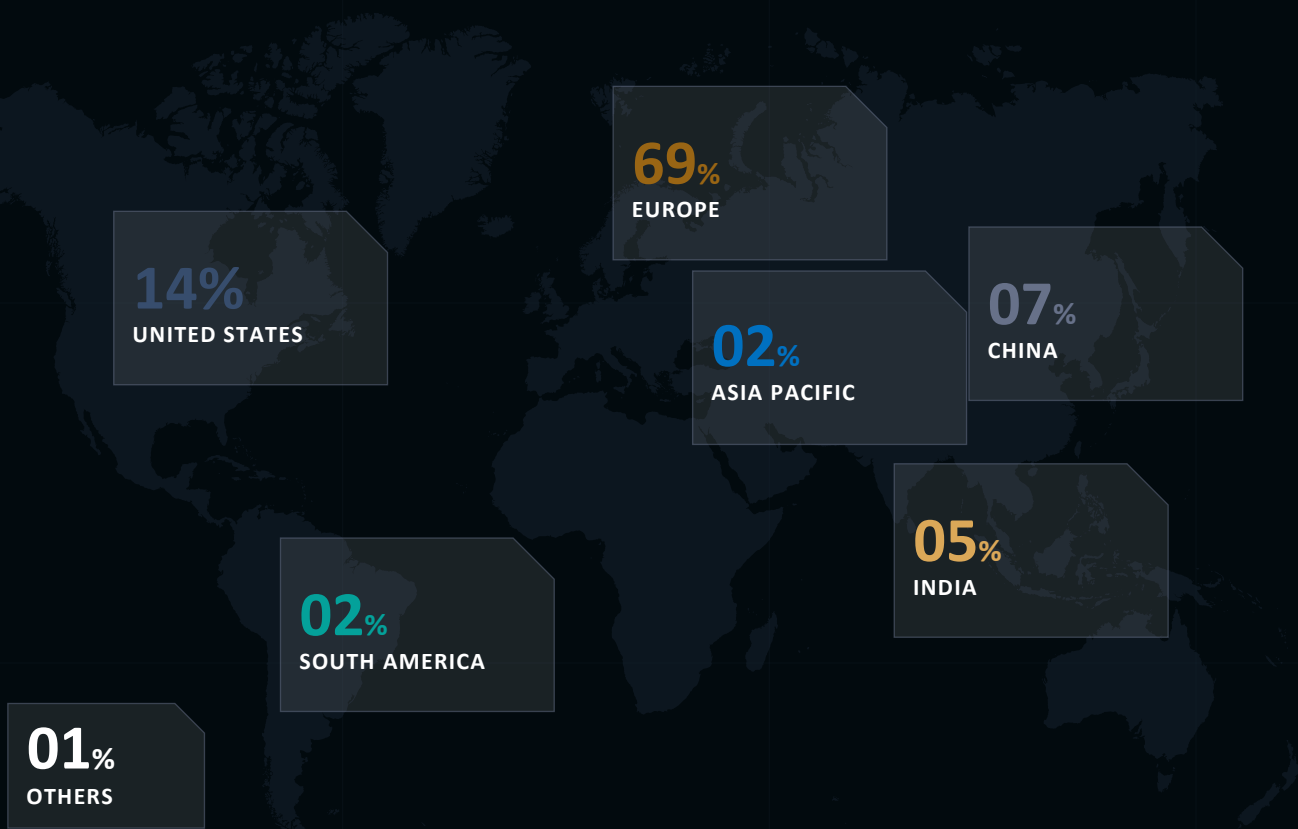 69%
EUROPE
14%
UNITED STATES
07%
CHINA
02%
ASIA PACIFIC
05%
INDIA
02%
SOUTH AMERICA
01%
OTHERS